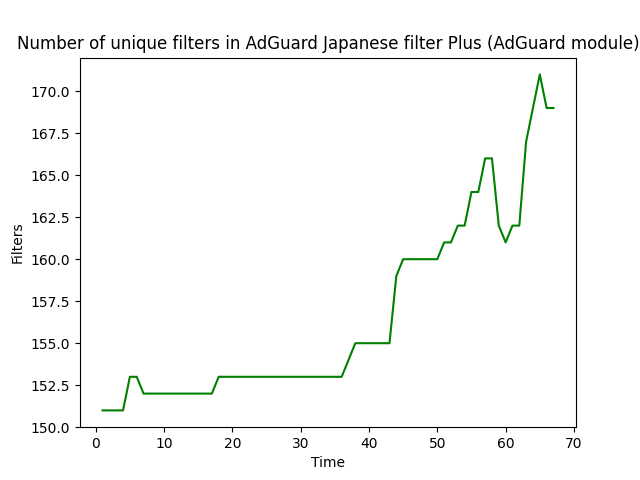 Number of unique filters in AdGuard Japanese filter Plus (AdGuard module)
170.0
167.5
165.0
162.5
160.0
157.5
155.0
152.5
150.0
Filters
0 10 20 30 40 50 60 70
Time